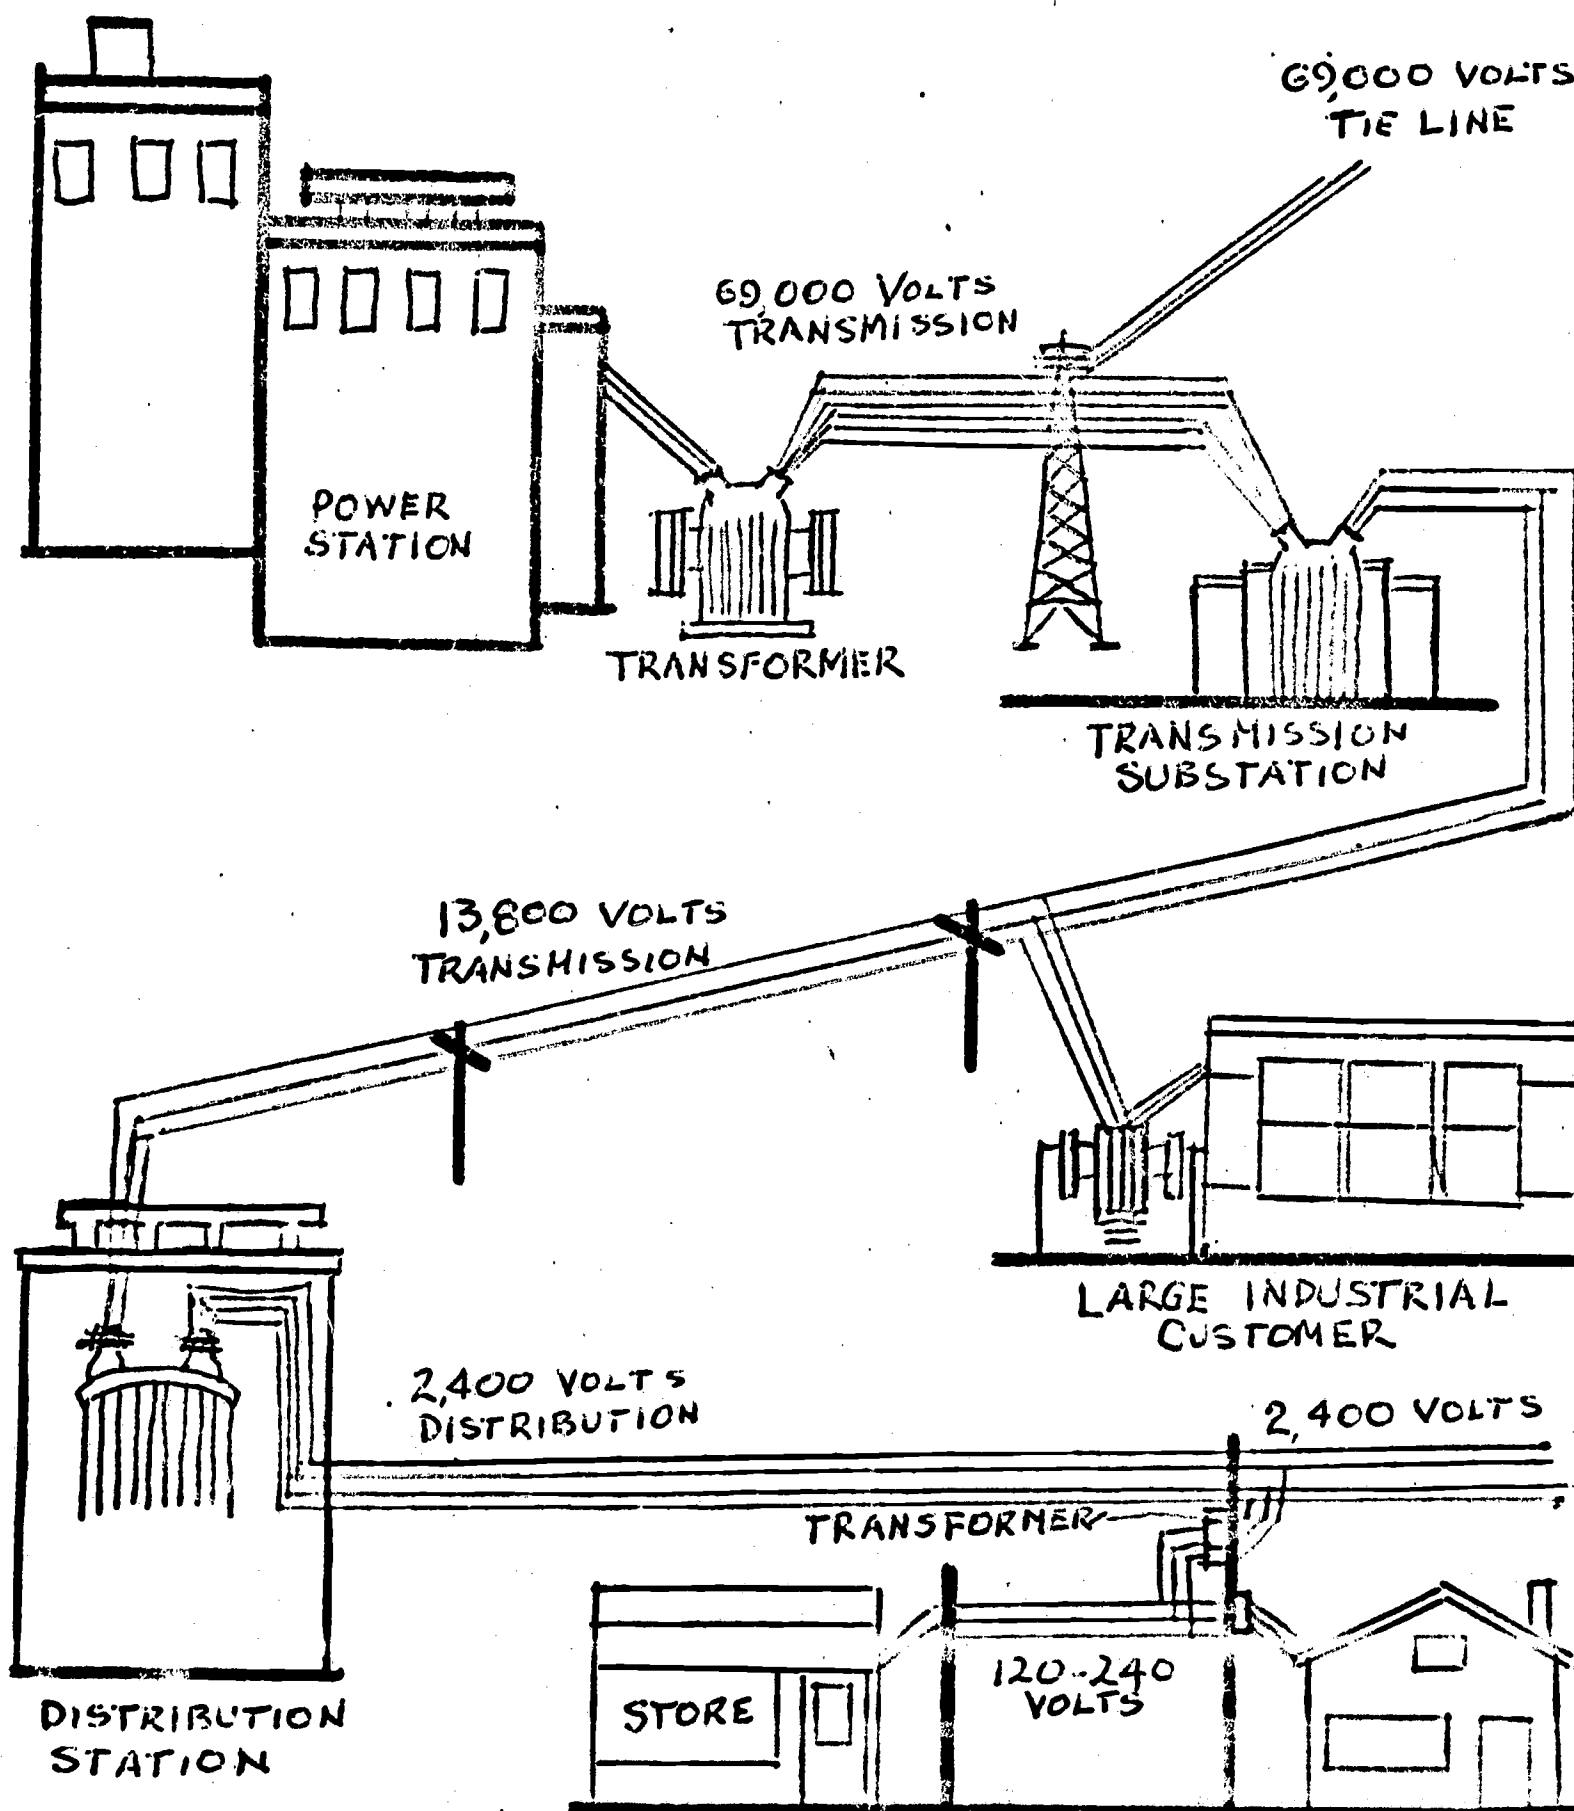 69,000 VOLTS
TIE LINE
69,000 VOLTS
TRANSMISSION
POWER
STATION
TRANSFORMER
TRANSMISSION
SUBSTATION
13,800 VOLTS
TRANSMISSION
LARGE INDUSTRIAL
CUSTOMER
2,400 VOLTS
DISTRIBUTION
2,400 VOLTS
TRANSFORMER
120-240
VOLTS
STORE
DISTRIBUTION
STATION